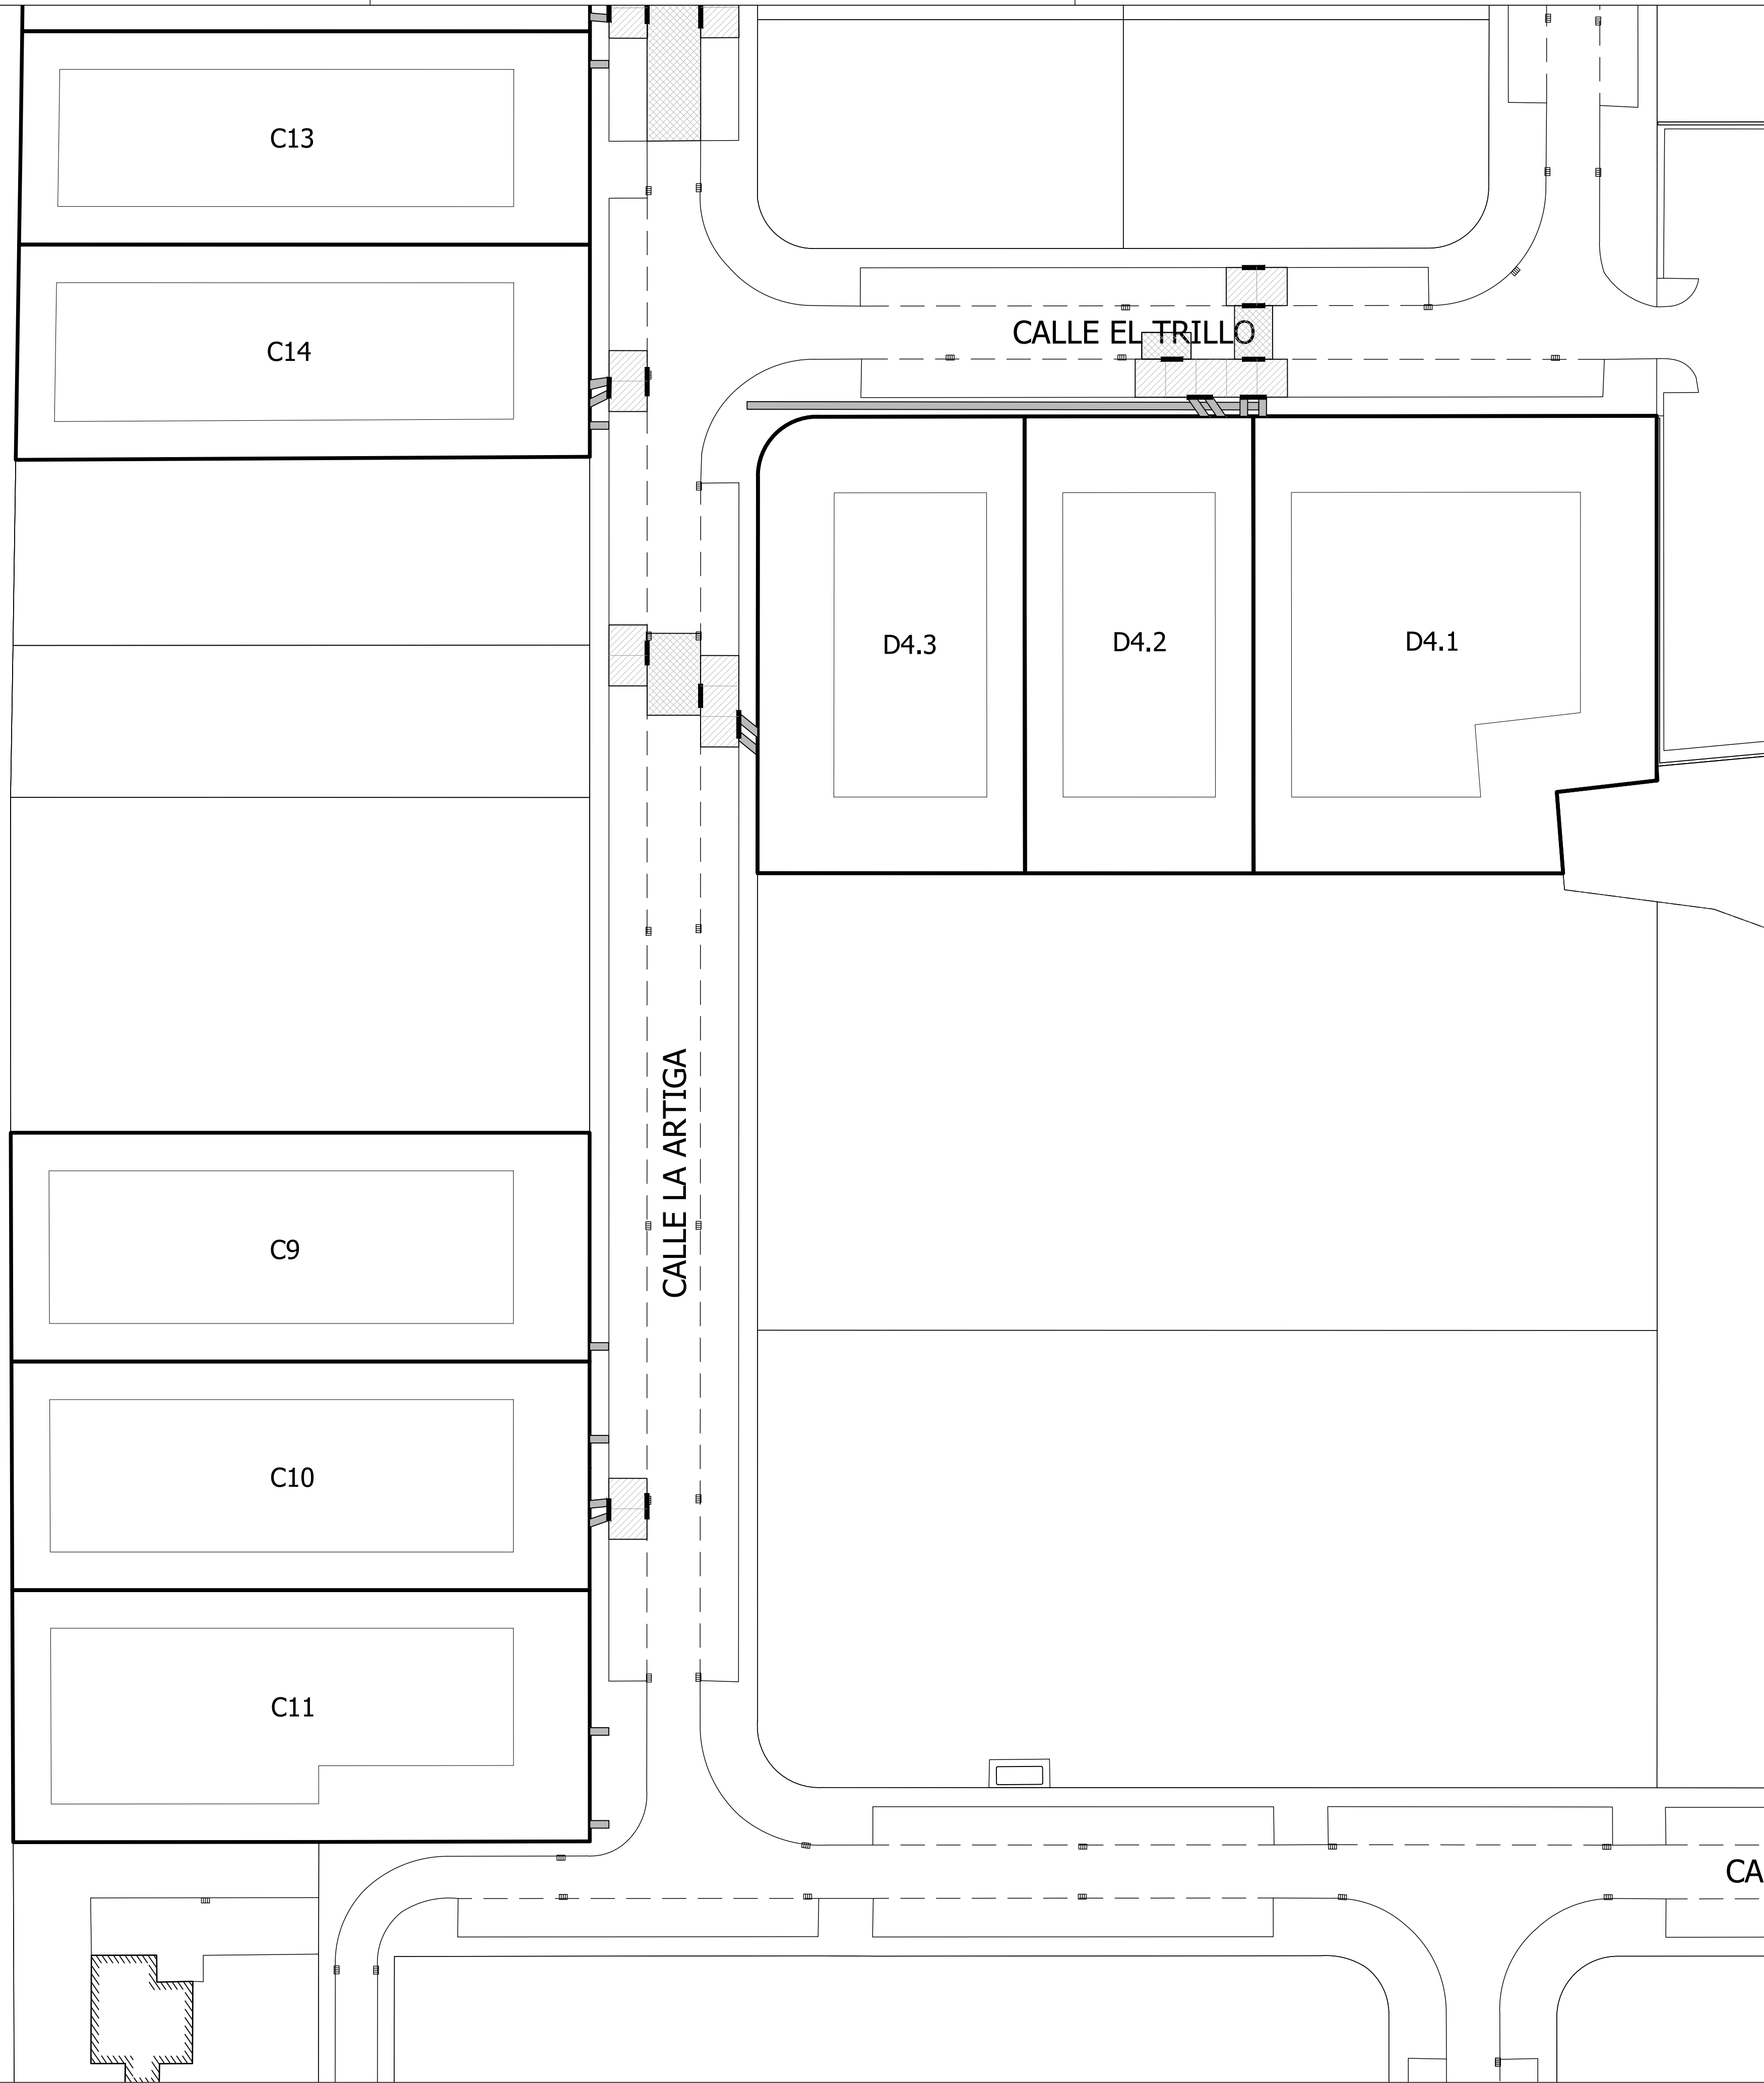 C13
CALLE EL TRILLO
C14
D4.3
D4.2
D4.1
CALLE LA ARTIGA
C9
C10
C11
CA